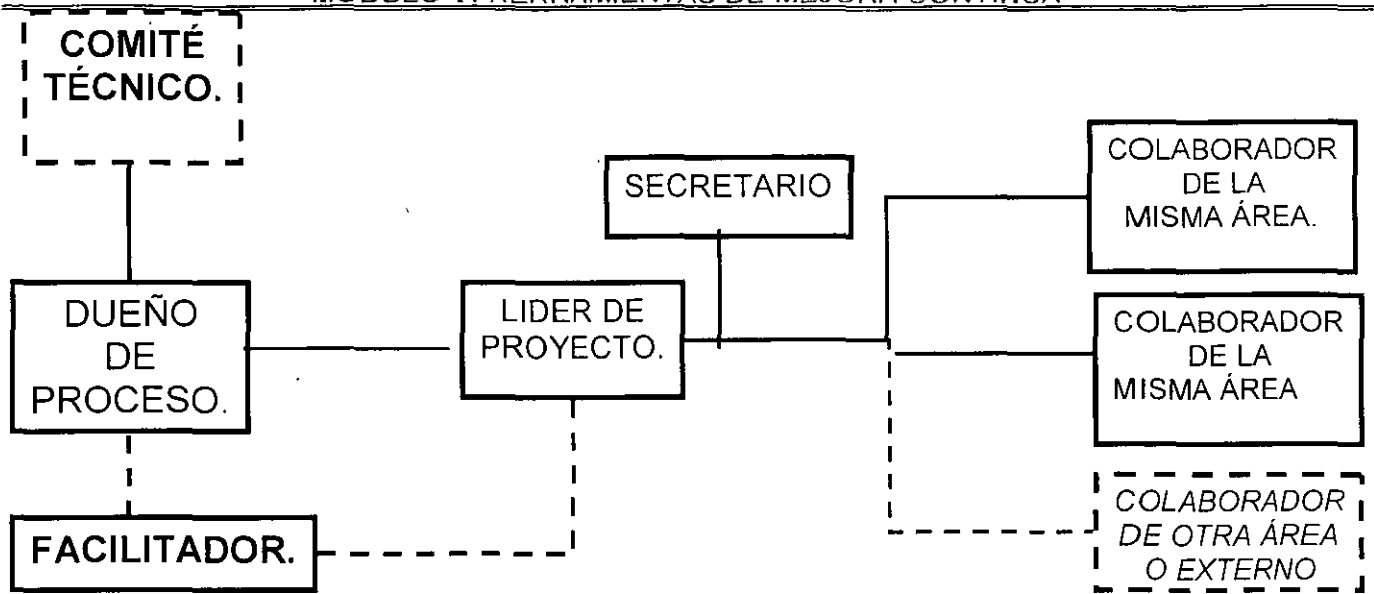 COMITÉ
TÉCNICO.
SECRETARIO
COLABORADOR
DE LA
MISMA ÁREA.
DUEÑO
DE
PROCESO.
LIDER DE
PROYECTO.
COLABORADOR
DE LA
MISMA ÁREA
FACILITADOR.
COLABORADOR
DE OTRA ÁREA
O EXTERNO